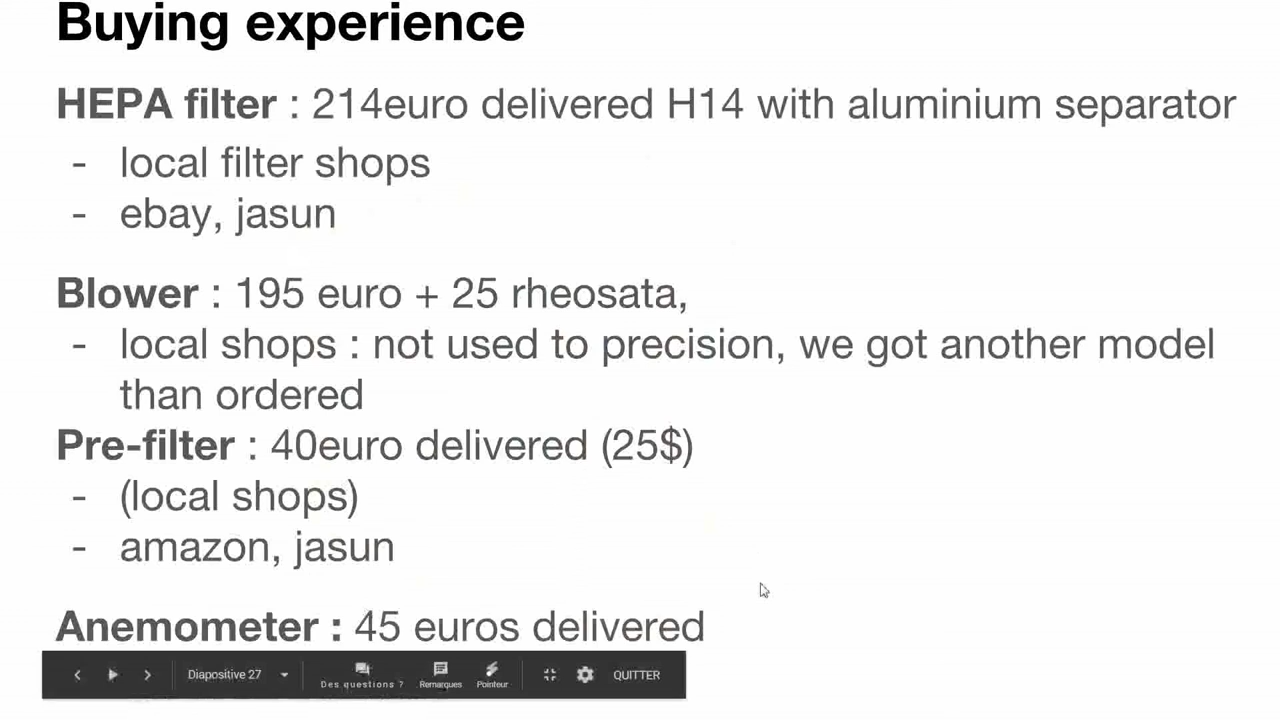 Buying experience
HEPA filter : 214euro delivered H14 with aluminium separator
- local filter shops
- ebay, jasun
Blower : 195 euro + 25 rheosata,
- local shops : not used to precision, we got another model
than ordered
Pre-filter : 40euro delivered (25$)
- (local shops)
- amazon, jasun
Anemometer : 45 euros delivered
Diapositive 27
Des questions ?
Remarques
Pointeur
QUITTER